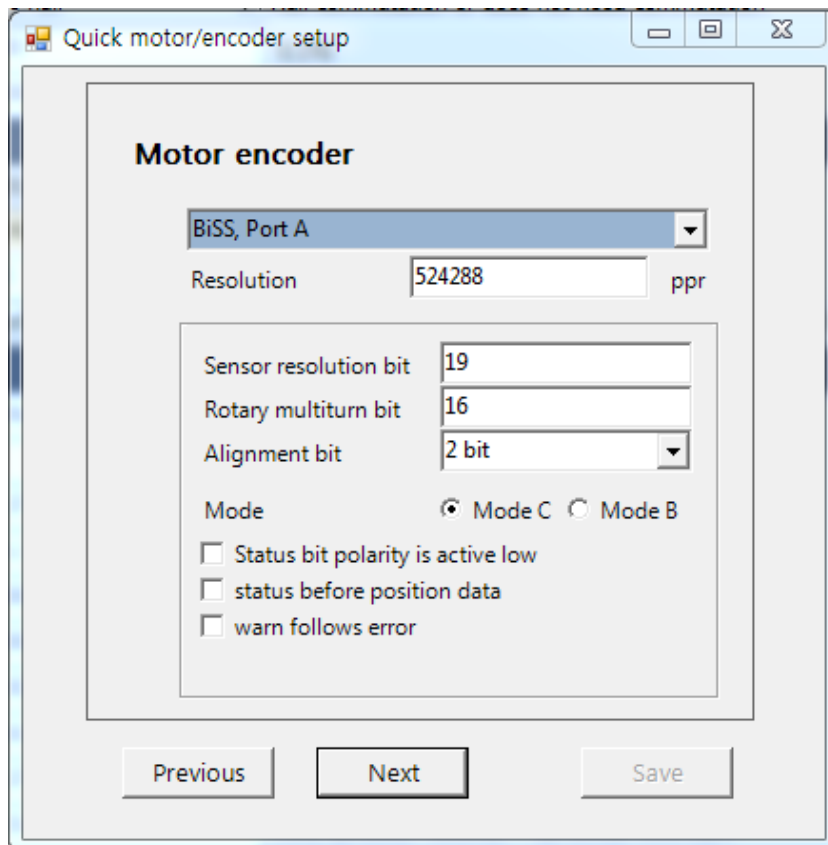 Quick motor/encoder setup
Motor encoder
BiSS, Port A
Resolution 524288 ppr
Sensor resolution bit 19
Rotary multiturn bit 16
Alignment bit 2 bit
Mode Mode C Mode B
Status bit polarity is active low
status before position data
warn follows error
Previous Next Save